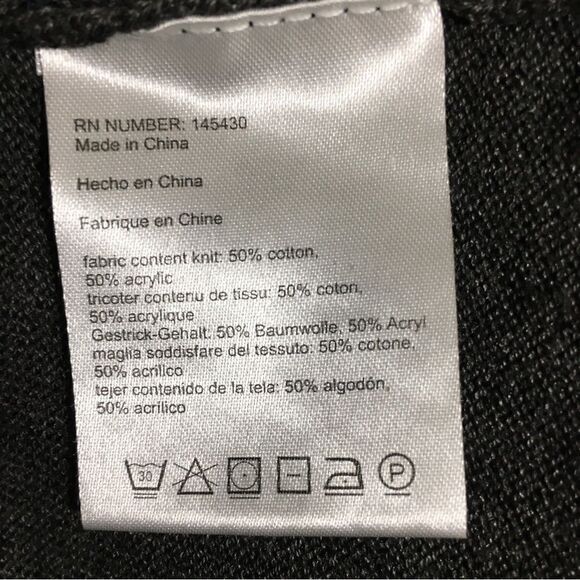 RN NUMBER: 145430
Made in China
Hecho en China
Fabrique en Chine
fabric content knit: 50% cotton,
50% acrylic
tricoter contenu de tissu: 50% coton,
50% acrylique
Gestrick-Gehalt: 50% Baumwolle, 50% Acryl
maglia soddisfare del tessuto: 50% cotone,
50% acrilico
tejer contenido de la tela: 50% algodón,
50% acrilico
30 P